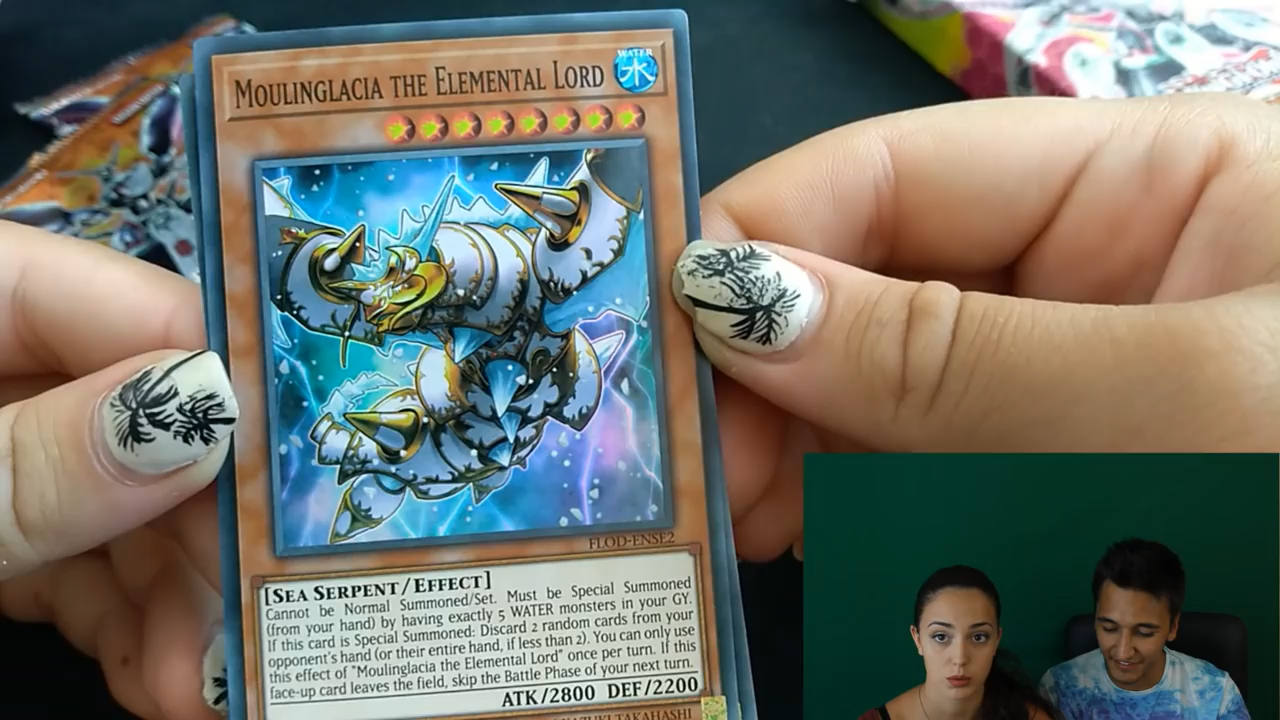 MOULINGLACIA THE ELEMENTAL LORD
WATER
水
FLOD-ENSE2
[SEA SERPENT/EFFECT]
Cannot be Normal Summoned/Set. Must be Special Summoned
(from your hand) by having exactly 5 WATER monsters in your GY.
If this card is Special Summoned: Discard 2 random cards from your
opponent's hand (or their entire hand, if less than 2). You can only use
this effect of "Moulinglacia the Elemental Lord" once per turn. If this
face-up card leaves the field, skip the Battle Phase of your next turn.
ATK/2800 DEF/2200
KAZUKI TAKAHASHI